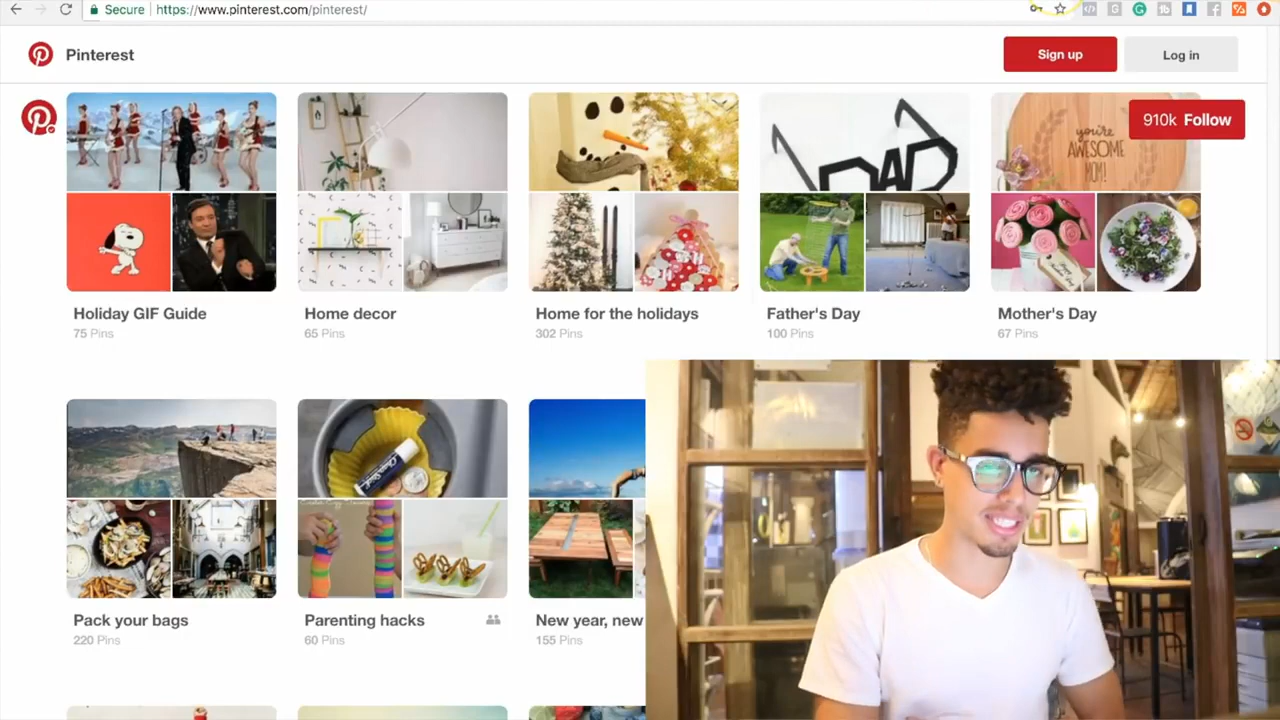 Secure https://www.pinterest.com/pinterest/
Pinterest
Sign up
Log in
910k Follow
you're
AWESOME
MOM!
DAD
Holiday GIF Guide
75 Pins
Home decor
65 Pins
Home for the holidays
302 Pins
Father's Day
100 Pins
Mother's Day
67 Pins
Pack your bags
220 Pins
Parenting hacks
60 Pins
New year, new
155 Pins